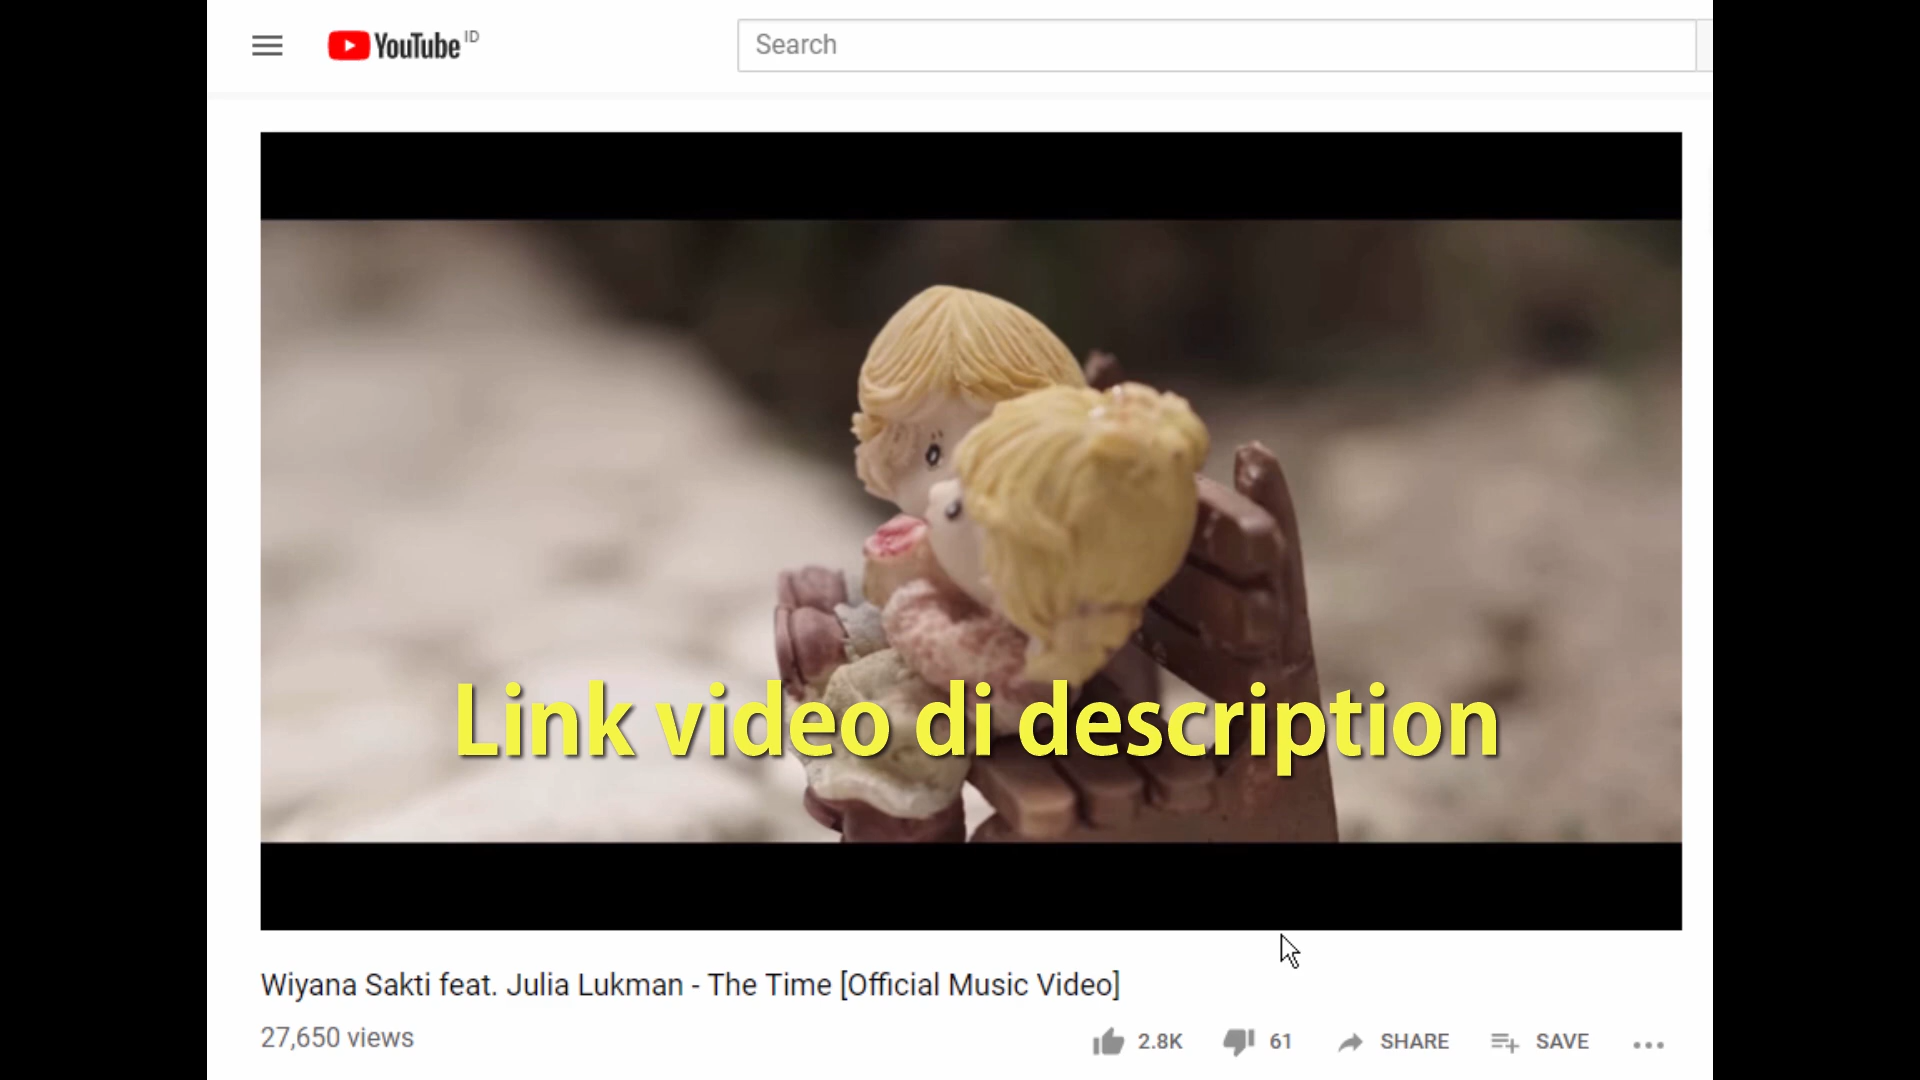 YouTube ID
Search
Link video di description
Wiyana Sakti feat. Julia Lukman - The Time [Official Music Video]
27,650 views
2.8K
61
SHARE
SAVE